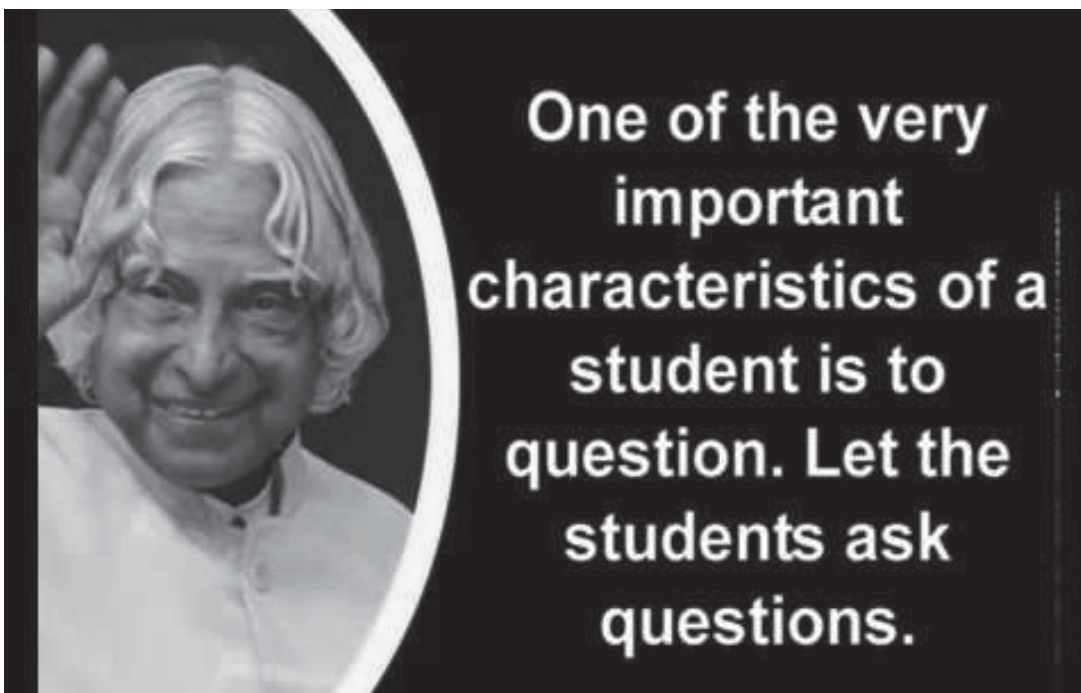 One of the very
important
characteristics of a
student is to
question. Let the
students ask
questions.